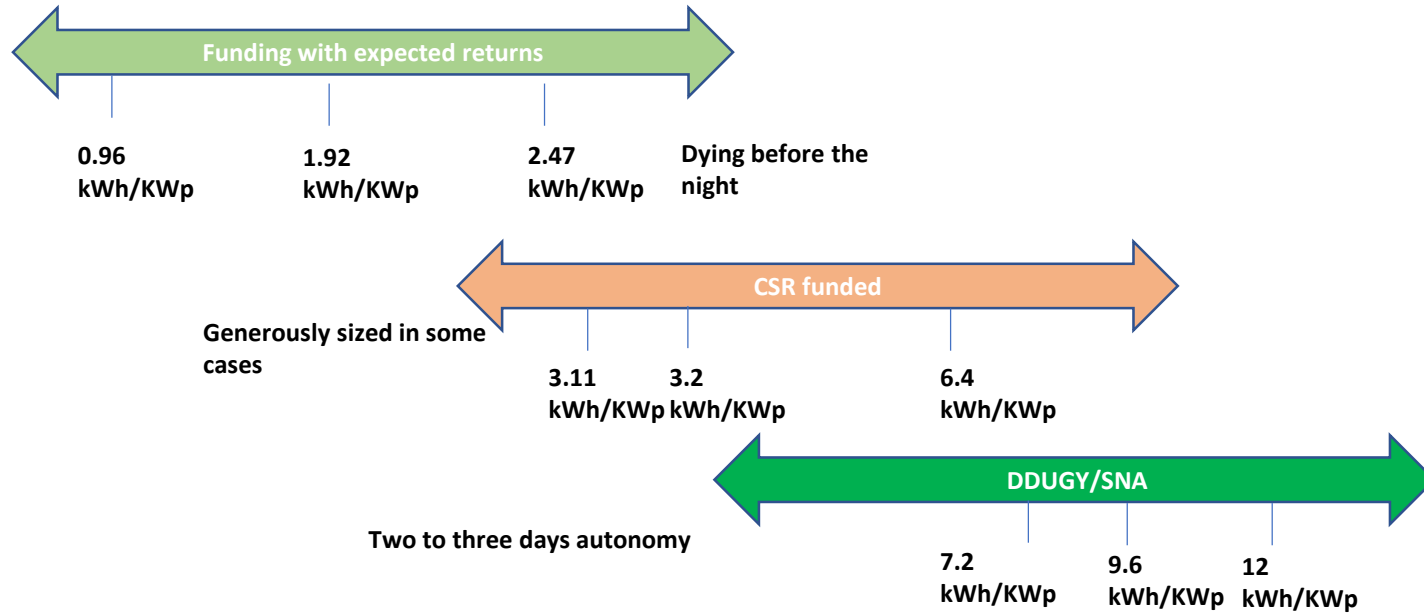 Funding with expected returns
0.96
kWh/KWp
1.92
kWh/KWp
2.47
kWh/KWp
Dying before the
night
CSR funded
Generously sized in some
cases
3.11
kWh/KWp
3.2
kWh/KWp
6.4
kWh/KWp
DDUGY/SNA
Two to three days autonomy
7.2
kWh/KWp
9.6
kWh/KWp
12
kWh/KWp